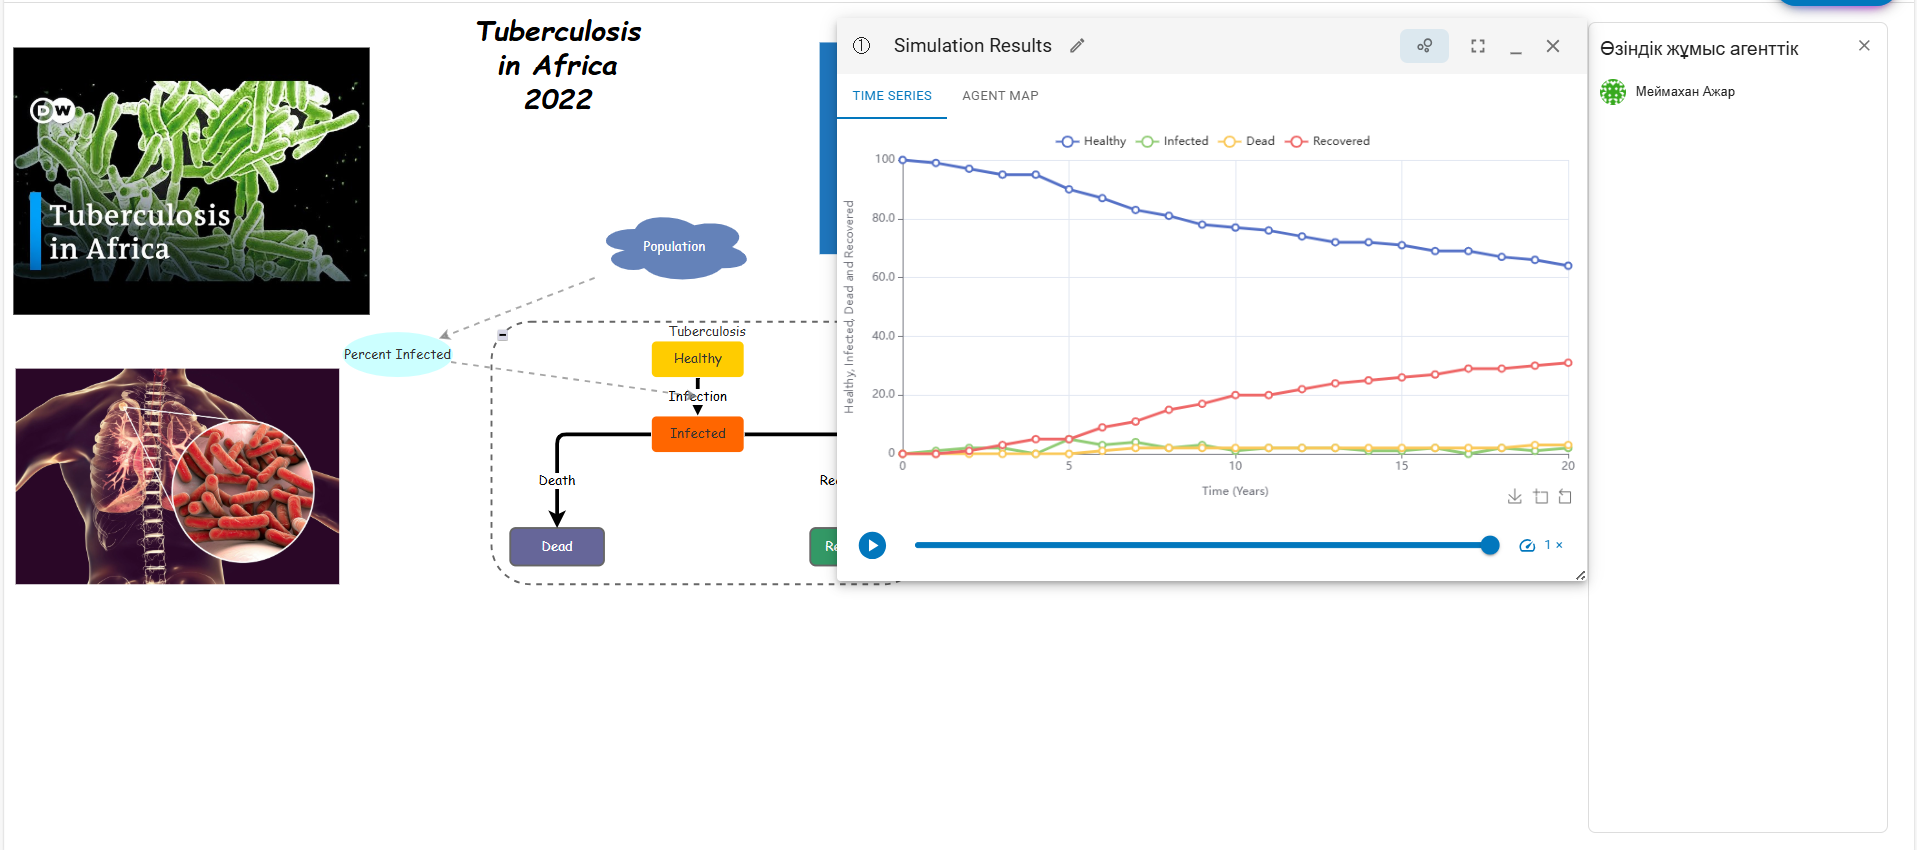 Tuberculosis
in Africa
2022
DW
Tuberculosis
in Africa
Population
Percent Infected
Tuberculosis
Healthy
Infection
Infected
Death
Dead
Simulation Results
TIME SERIES
AGENT MAP
Healthy
Infected
Dead
Recovered
Healthy, Infected, Dead and Recovered
100
80.0
60.0
40.0
20.0
0
0
5
10
15
20
Time (Years)
1 ×
Өзіндік жұмыс агенттік
Меймахан Ажар